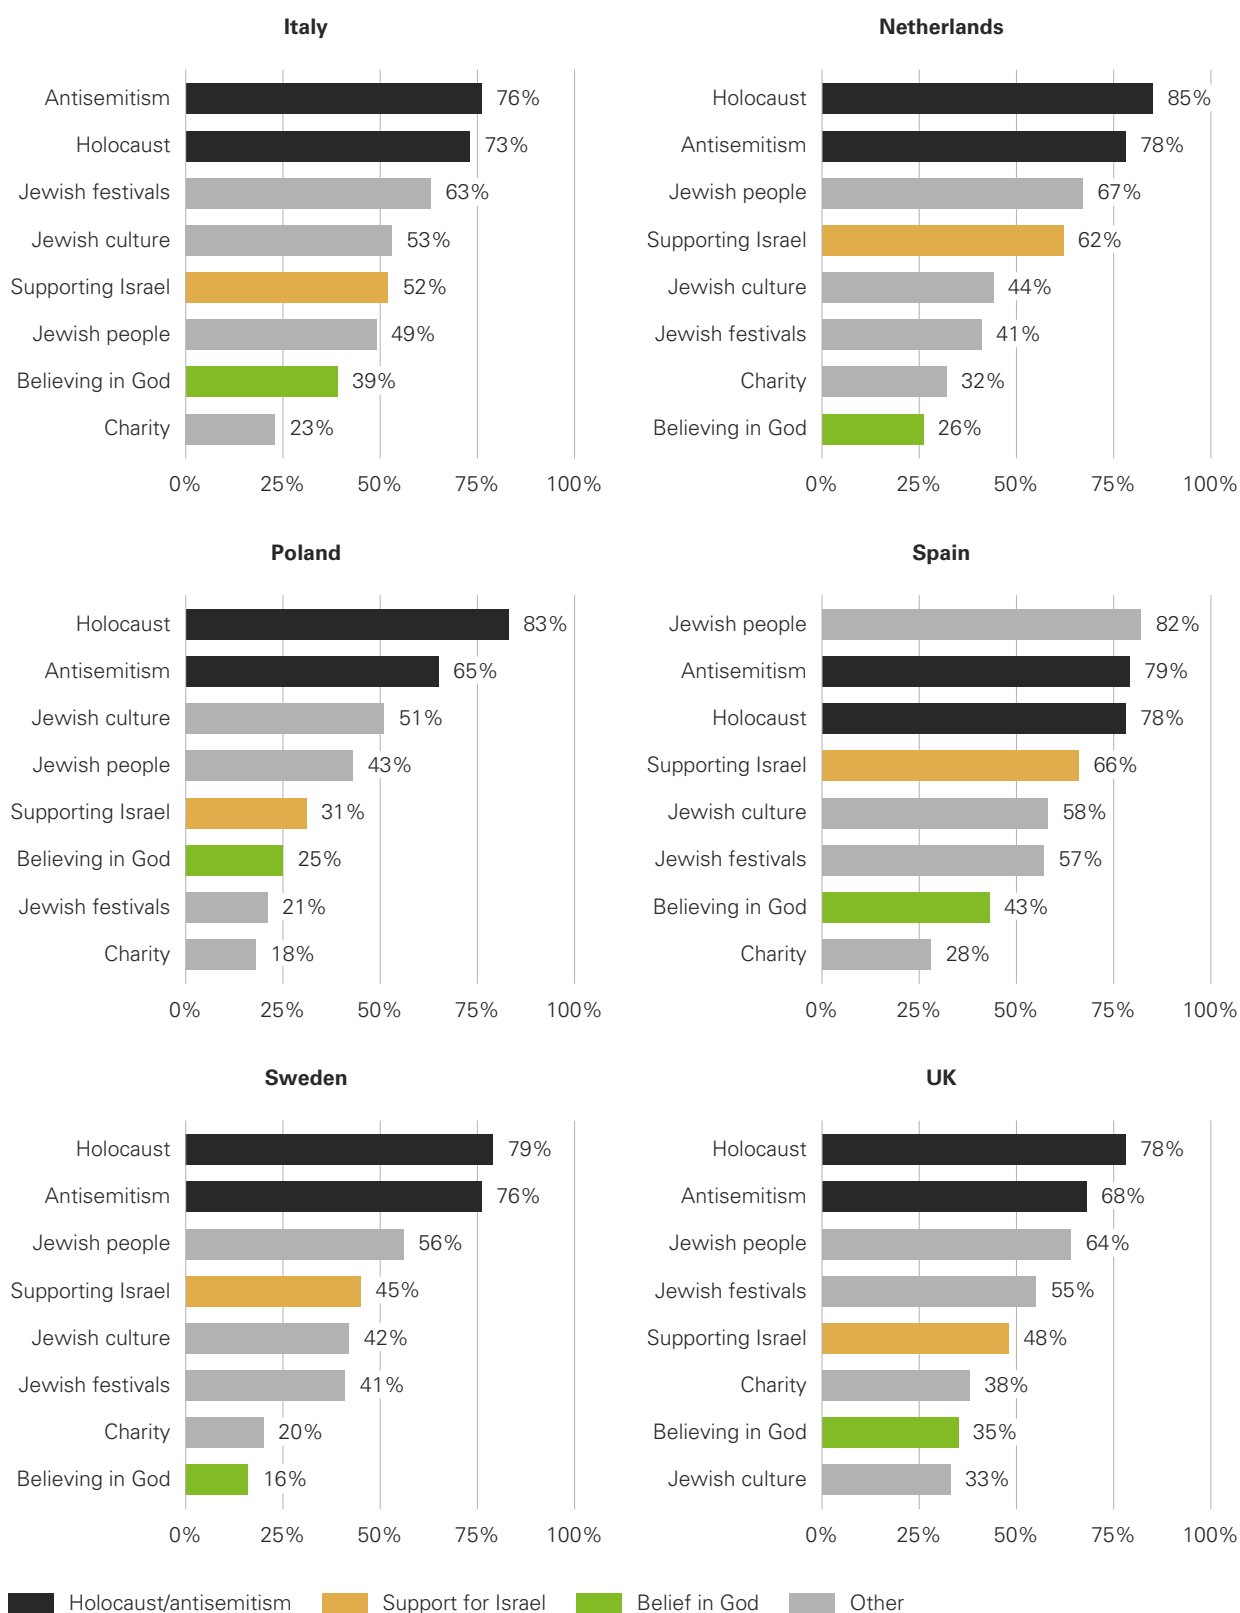 Italy
Antisemitism 76%
Holocaust 73%
Jewish festivals 63%
Jewish culture 53%
Supporting Israel 52%
Jewish people 49%
Believing in God 39%
Charity 23%
0% 25% 50% 75% 100%
Netherlands
Holocaust 85%
Antisemitism 78%
Jewish people 67%
Supporting Israel 62%
Jewish culture 44%
Jewish festivals 41%
Charity 32%
Believing in God 26%
0% 25% 50% 75% 100%
Poland
Holocaust 83%
Antisemitism 65%
Jewish culture 51%
Jewish people 43%
Supporting Israel 31%
Believing in God 25%
Jewish festivals 21%
Charity 18%
0% 25% 50% 75% 100%
Spain
Jewish people 82%
Antisemitism 79%
Holocaust 78%
Supporting Israel 66%
Jewish culture 58%
Jewish festivals 57%
Believing in God 43%
Charity 28%
0% 25% 50% 75% 100%
Sweden
Holocaust 79%
Antisemitism 76%
Jewish people 56%
Supporting Israel 45%
Jewish culture 42%
Jewish festivals 41%
Charity 20%
Believing in God 16%
0% 25% 50% 75% 100%
UK
Holocaust 78%
Antisemitism 68%
Jewish people 64%
Jewish festivals 55%
Supporting Israel 48%
Charity 38%
Believing in God 35%
Jewish culture 33%
0% 25% 50% 75% 100%
Holocaust/antisemitism Support for Israel Belief in God Other